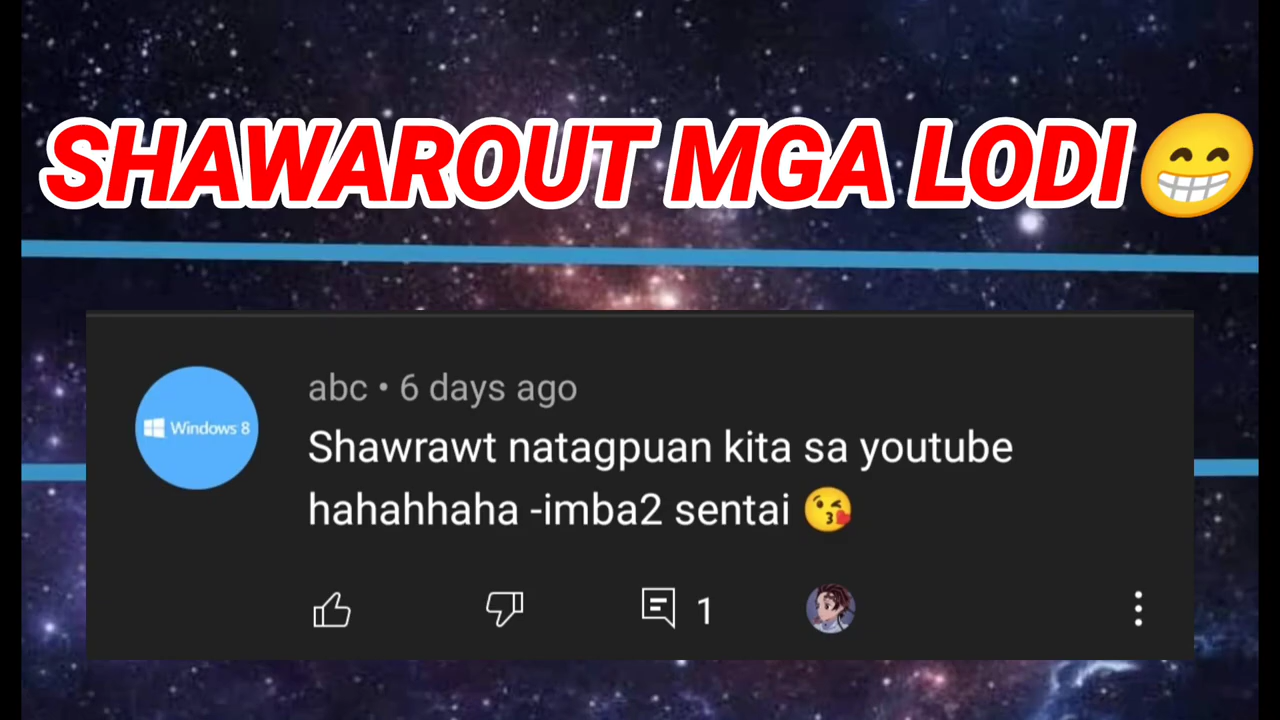 SHAWAROUT MGA LODI😁
abc • 6 days ago
Windows 8
Shawrawt natagpuan kita sa youtube
hahahhaha -imba2 sentai 😘
1